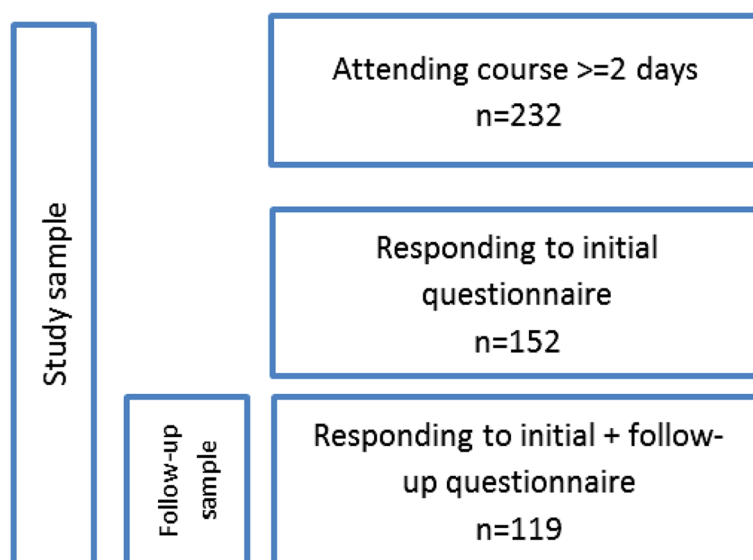 Study sample
Attending course >=2 days
n=232
Responding to initial
questionnaire
n=152
Follow-up
sample
Responding to initial + follow-
up questionnaire
n=119